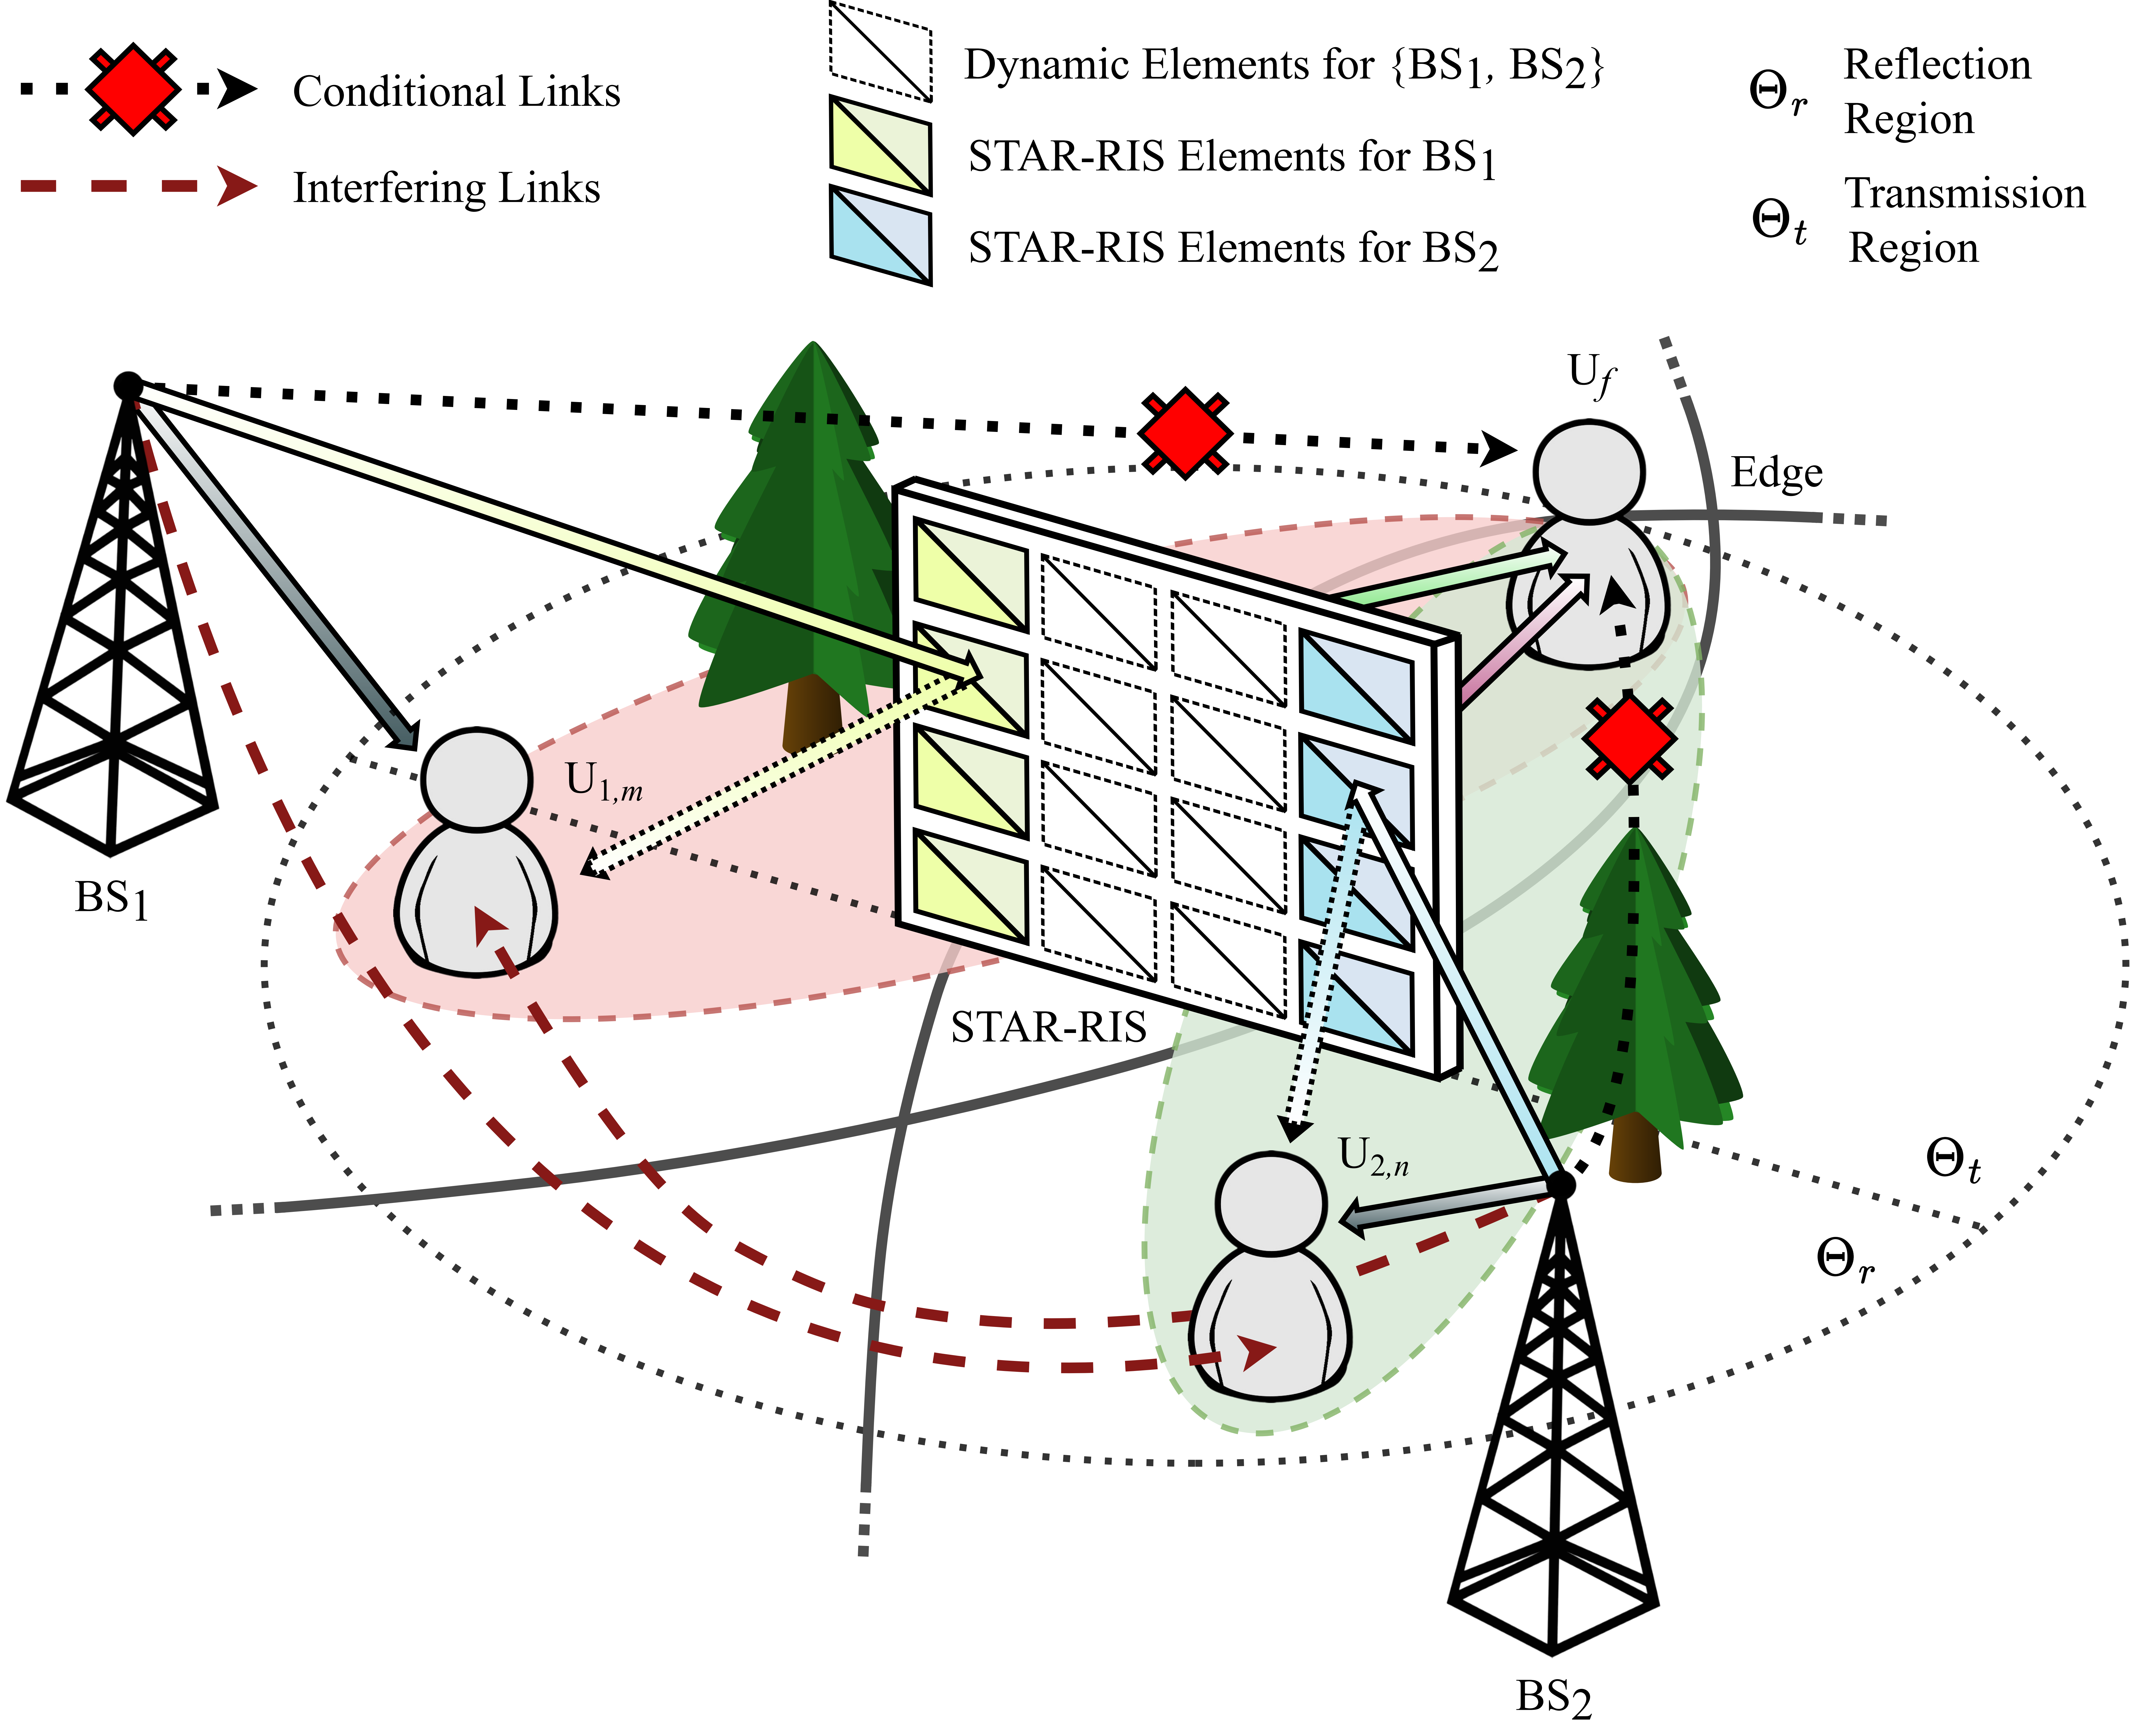 Conditional Links
Interfering Links
Dynamic Elements for {BS1, BS2}
STAR-RIS Elements for BS1
STAR-RIS Elements for BS2
Θr Reflection
Region
Θt Transmission
Region
Uf
Edge
U1,m
BS1
STAR-RIS
U2,n
Θt
Θr
BS2